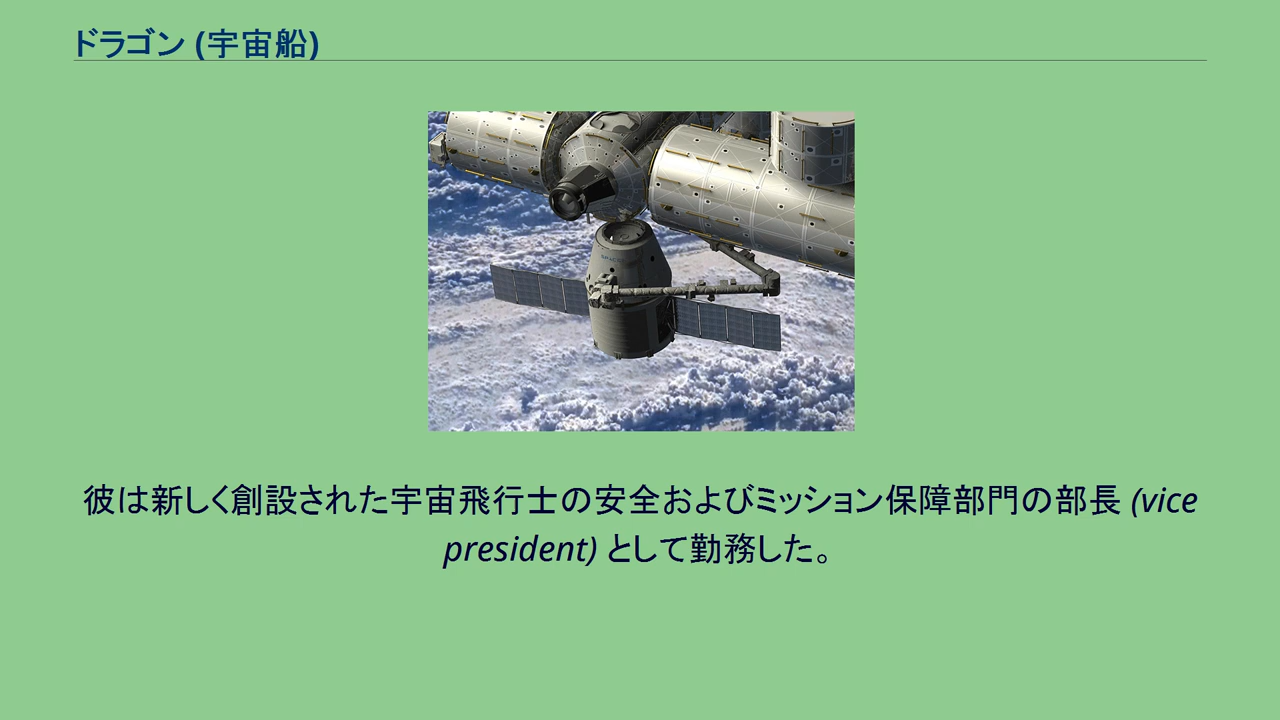 ドラゴン (宇宙船)
彼は新しく創設された宇宙飛行士の安全およびミッション保障部門の部長 (vice
president) として勤務した。